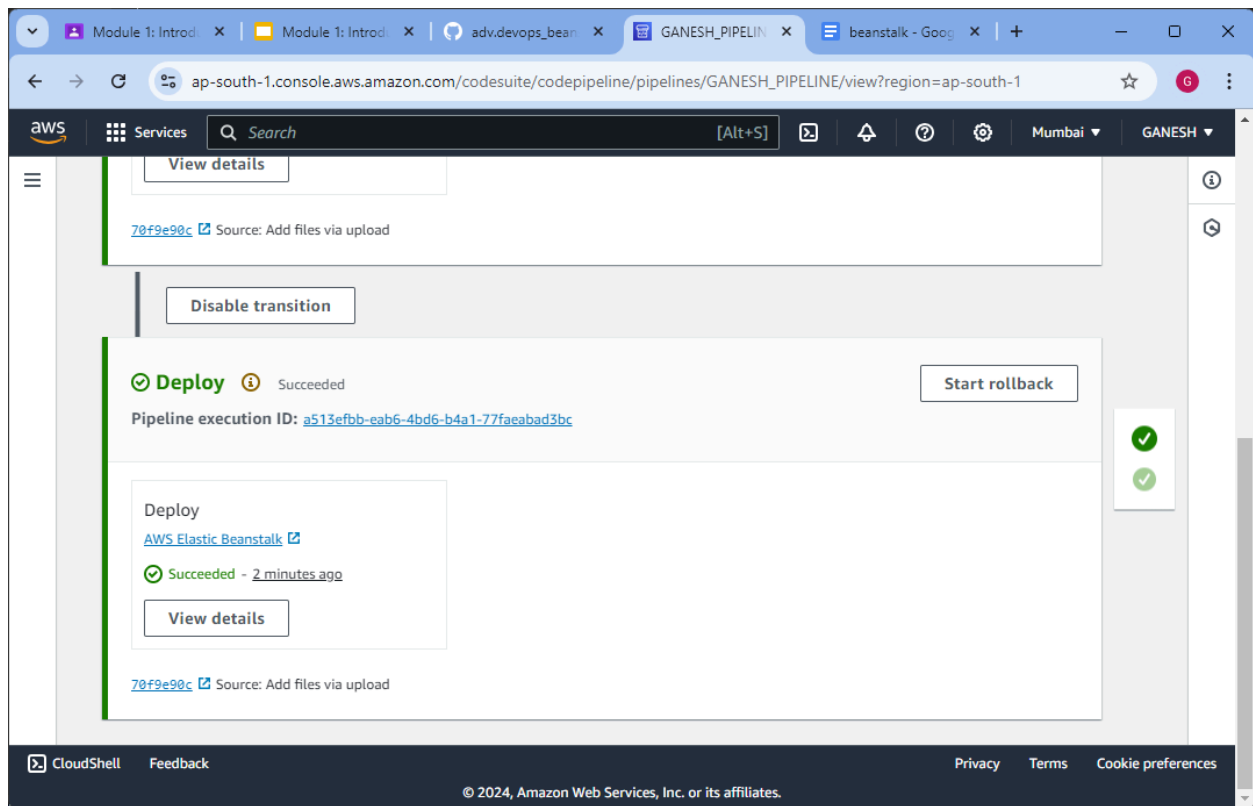 Module 1: Introd
Module 1: Introd
adv.devops_bean
GANESH_PIPELIN
beanstalk - Goog
ap-south-1.console.aws.amazon.com/codesuite/codepipeline/pipelines/GANESH_PIPELINE/view?region=ap-south-1
G
aws
Services
Search
[Alt+S]
Mumbai
GANESH
View details
70f9e90c Source: Add files via upload
Disable transition
Deploy Succeeded
Start rollback
Pipeline execution ID: a513efbb-eab6-4bd6-b4a1-77faeabad3bc
Deploy
AWS Elastic Beanstalk
Succeeded - 2 minutes ago
View details
70f9e90c Source: Add files via upload
CloudShell Feedback
Privacy Terms Cookie preferences
© 2024, Amazon Web Services, Inc. or its affiliates.